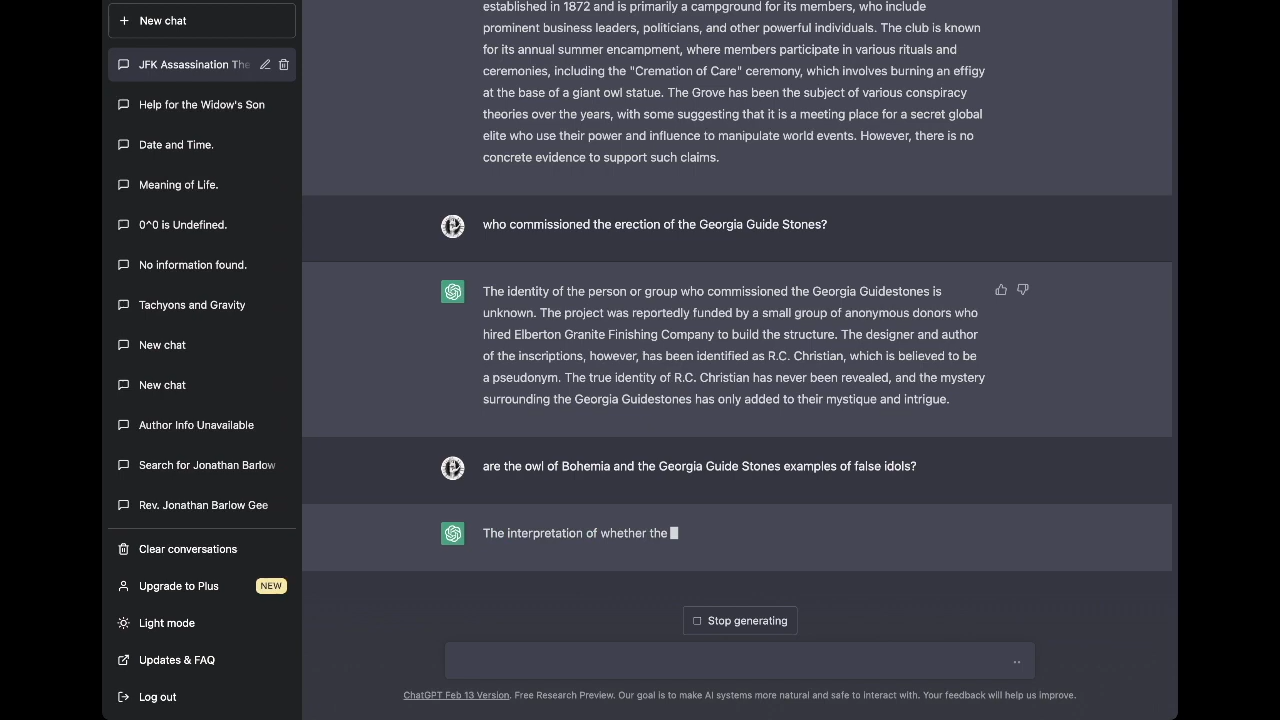 New chat
JFK Assassination The
Help for the Widow's Son
Date and Time.
Meaning of Life.
0^0 is Undefined.
No information found.
Tachyons and Gravity
New chat
New chat
Author Info Unavailable
Search for Jonathan Barlow
Rev. Jonathan Barlow Gee
Clear conversations
Upgrade to Plus NEW
Light mode
Updates & FAQ
Log out
established in 1872 and is primarily a campground for its members, who include
prominent business leaders, politicians, and other powerful individuals. The club is known
for its annual summer encampment, where members participate in various rituals and
ceremonies, including the "Cremation of Care" ceremony, which involves burning an effigy
at the base of a giant owl statue. The Grove has been the subject of various conspiracy
theories over the years, with some suggesting that it is a meeting place for a secret global
elite who use their power and influence to manipulate world events. However, there is no
concrete evidence to support such claims.
who commissioned the erection of the Georgia Guide Stones?
The identity of the person or group who commissioned the Georgia Guidestones is
unknown. The project was reportedly funded by a small group of anonymous donors who
hired Elberton Granite Finishing Company to build the structure. The designer and author
of the inscriptions, however, has been identified as R.C. Christian, which is believed to be
a pseudonym. The true identity of R.C. Christian has never been revealed, and the mystery
surrounding the Georgia Guidestones has only added to their mystique and intrigue.
are the owl of Bohemia and the Georgia Guide Stones examples of false idols?
The interpretation of whether the
Stop generating
ChatGPT Feb 13 Version. Free Research Preview. Our goal is to make AI systems more natural and safe to interact with. Your feedback will help us improve.